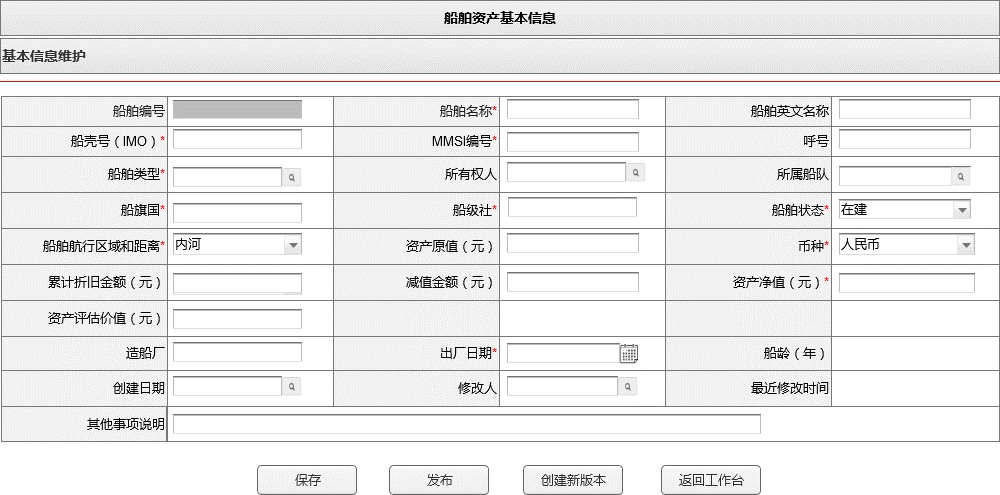 船舶资产基本信息
基本信息维护
船舶编号 船舶名称* 船舶英文名称
船壳号（IMO）* MMSI编号* 呼号
船舶类型* 所有权人 所属船队
船旗国* 船级社* 船舶状态* 在建
船舶航行区域和距离* 内河 资产原值（元） 币种* 人民币
累计折旧金额（元） 减值金额（元） 资产净值（元）*
资产评估价值（元）
造船厂 出厂日期* 船龄（年）
创建日期 修改人 最近修改时间
其他事项说明
保存 发布 创建新版本 返回工作台